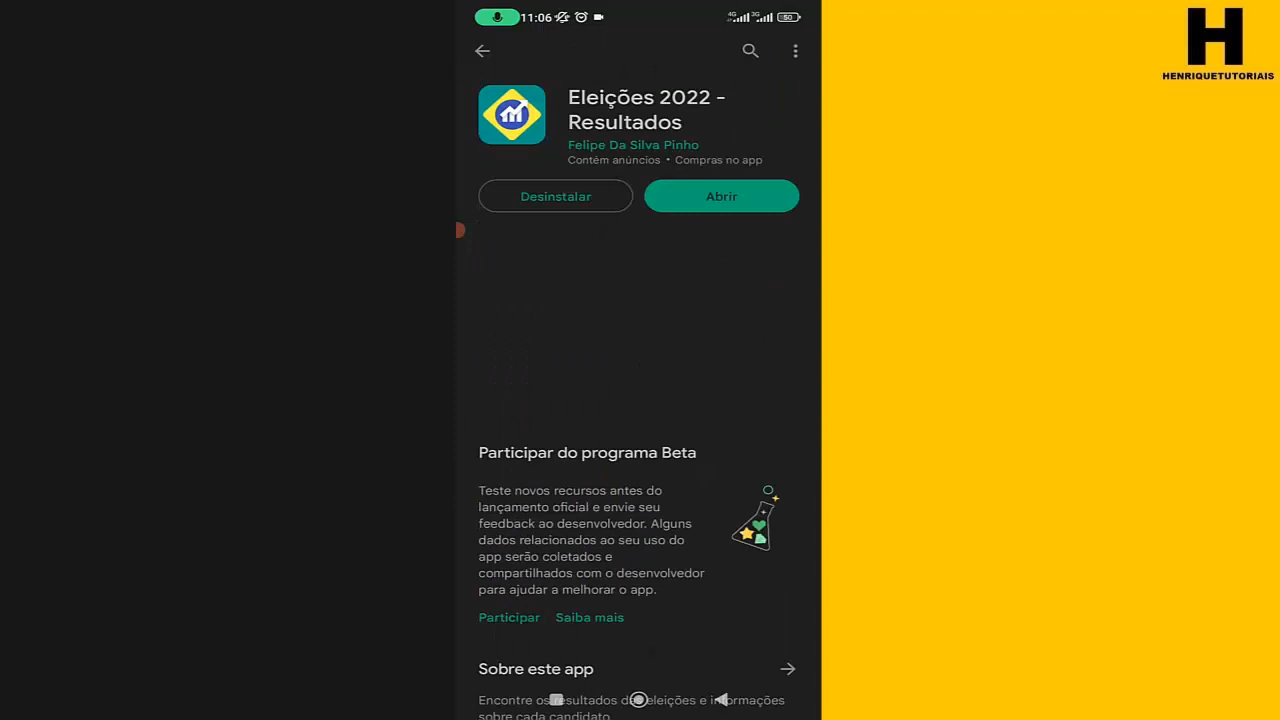 11:06
4G
3G
50
H
HENRIQUETUTORIAIS
Eleições 2022 -
Resultados
Felipe Da Silva Pinho
Contém anúncios • Compras no app
Desinstalar
Abrir
Participar do programa Beta
Teste novos recursos antes do
lançamento oficial e envie seu
feedback ao desenvolvedor. Alguns
dados relacionados ao seu uso do
app serão coletados e
compartilhados com o desenvolvedor
para ajudar a melhorar o app.
Participar
Saiba mais
Sobre este app
Encontre os resultados das eleições e informações
sobre cada candidato